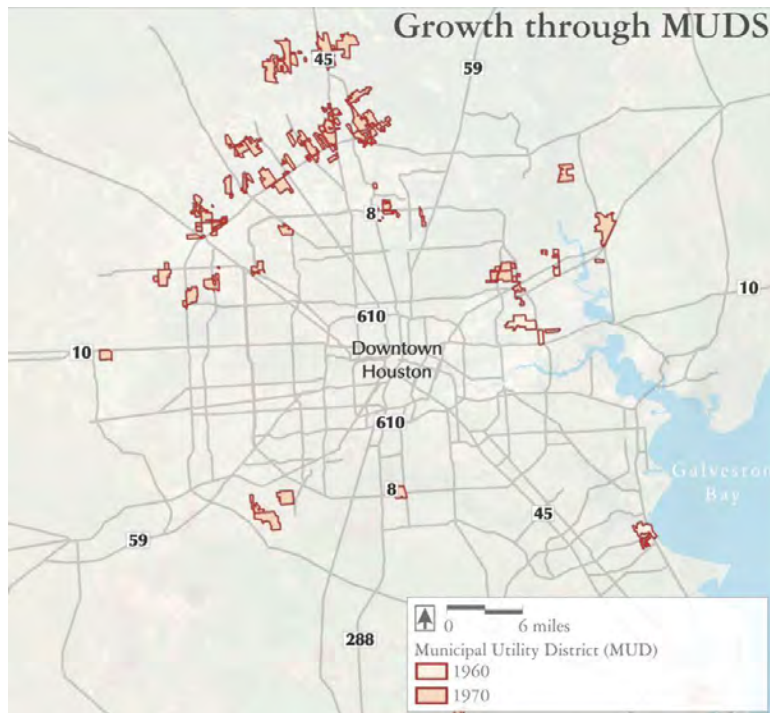 Growth through MUDS
45
59
8
10
610
10
Downtown
Houston
610
Galveston
Bay
8
45
59
288
0 6 miles
Municipal Utility District (MUD)
1960
1970